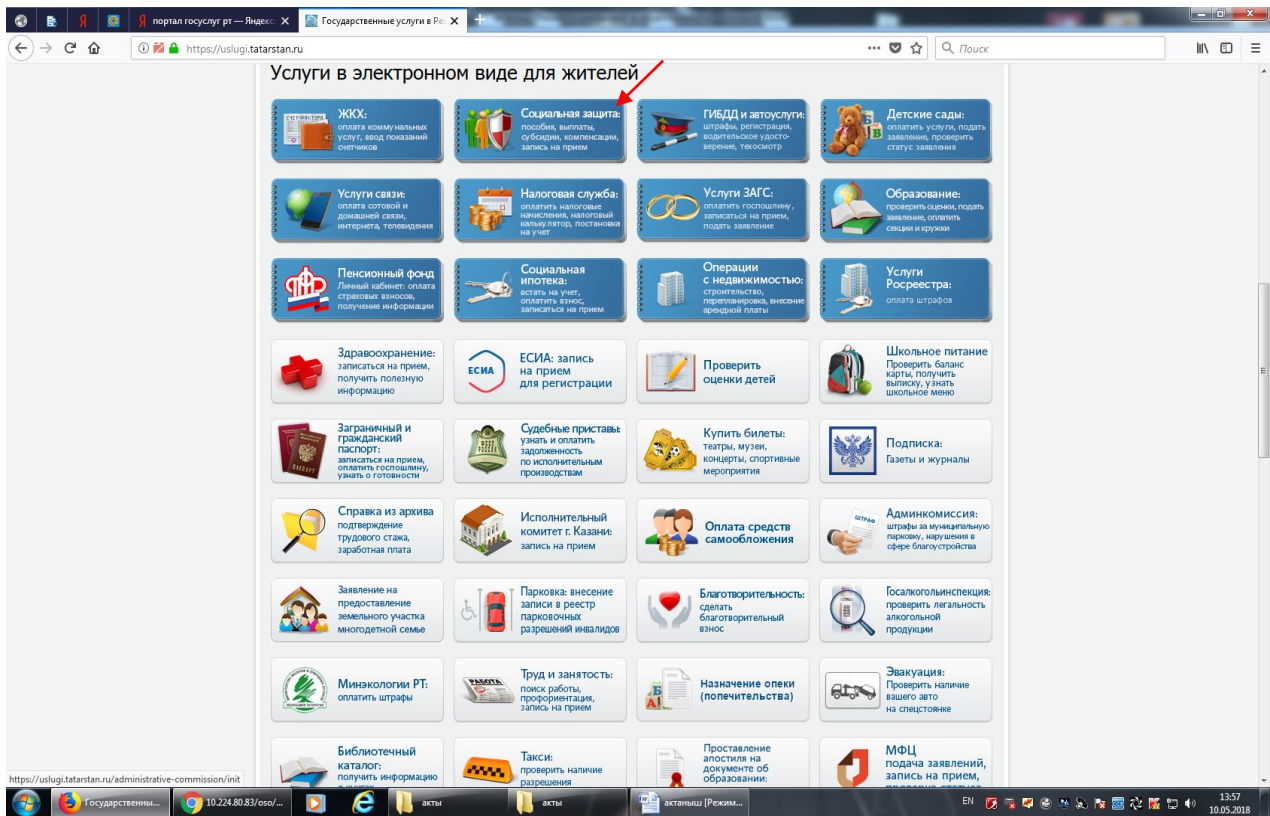 портал госуслуг рт — Яндекс
Государственные услуги в Рес
https://uslugi.tatarstan.ru
Поиск
Услуги в электронном виде для жителей
ЖКХ:
оплата коммунальных
услуг, ввод показаний
счетчиков
Социальная защита:
пособия, выплаты,
субсидии, компенсации,
запись на прием
ГИБДД и автоуслуги:
штрафы, регистрация,
водительское удосто-
верение, техосмотр
Детские сады:
оплатить услуги, подать
заявление, проверить
статус заявления
Услуги связи:
оплата сотовой и
домашней связи,
интернета, телевидения
Налоговая служба:
оплатить налоговые
начисления, налоговый
калькулятор, постановка
на учет
Услуги ЗАГС:
оплатить госпошлину,
записаться на прием,
подать заявление
Образование:
проверить оценки, подать
заявление, оплатить
секции и кружки
Пенсионный фонд
Личный кабинет: оплата
страховых взносов,
получение информации
Социальная
ипотека:
встать на учет,
оплатить взнос,
записаться на прием
Операции
с недвижимостью:
строительство,
перепланировка, внесение
арендной платы
Услуги
Росреестра:
оплата штрафов
Здравоохранение:
записаться на прием,
получить полезную
информацию
ЕСИА
ЕСИА: запись
на прием
для регистрации
Проверить
оценки детей
Школьное питание
Проверить баланс
карты, получить
выписку, узнать
школьное меню
Заграничный и
гражданский
паспорт:
записаться на прием,
оплатить госпошлину,
узнать о готовности
Судебные приставы:
узнать и оплатить
задолженность
по исполнительным
производствам
Купить билеты:
театры, музеи,
концерты, спортивные
мероприятия
Подписка:
Газеты и журналы
Справка из архива
подтверждение
трудового стажа,
заработная плата
Исполнительный
комитет г. Казани:
запись на прием
Оплата средств
самообложения
ШТРАФ
Админкомиссия:
штрафы за муниципальную
парковку, нарушения в
сфере благоустройства
Заявление на
предоставление
земельного участка
многодетной семье
Парковка: внесение
записи в реестр
парковочных
разрешений инвалидов
Благотворительность:
сделать
благотворительный
взнос
Госалкогольинспекция:
проверить легальность
алкогольной
продукции
Минэкологии РТ:
оплатить штрафы
РАБОТА
Труд и занятость:
поиск работы,
профориентация,
запись на прием
Назначение опеки
(попечительства)
Эвакуация:
Проверить наличие
вашего авто
на спецстоянке
Библиотечный
каталог:
получить информацию
Такси:
проверить наличие
разрешения
Проставление
апостиля на
документе об
образовании:
МФЦ
подача заявлений,
запись на прием,
проверка статуса
https://uslugi.tatarstan.ru/administrative-commission/init
Государственны...
10.224.80.83/oso/...
акты
акты
актаныш [Режим...
EN
13:57
10.05.2018